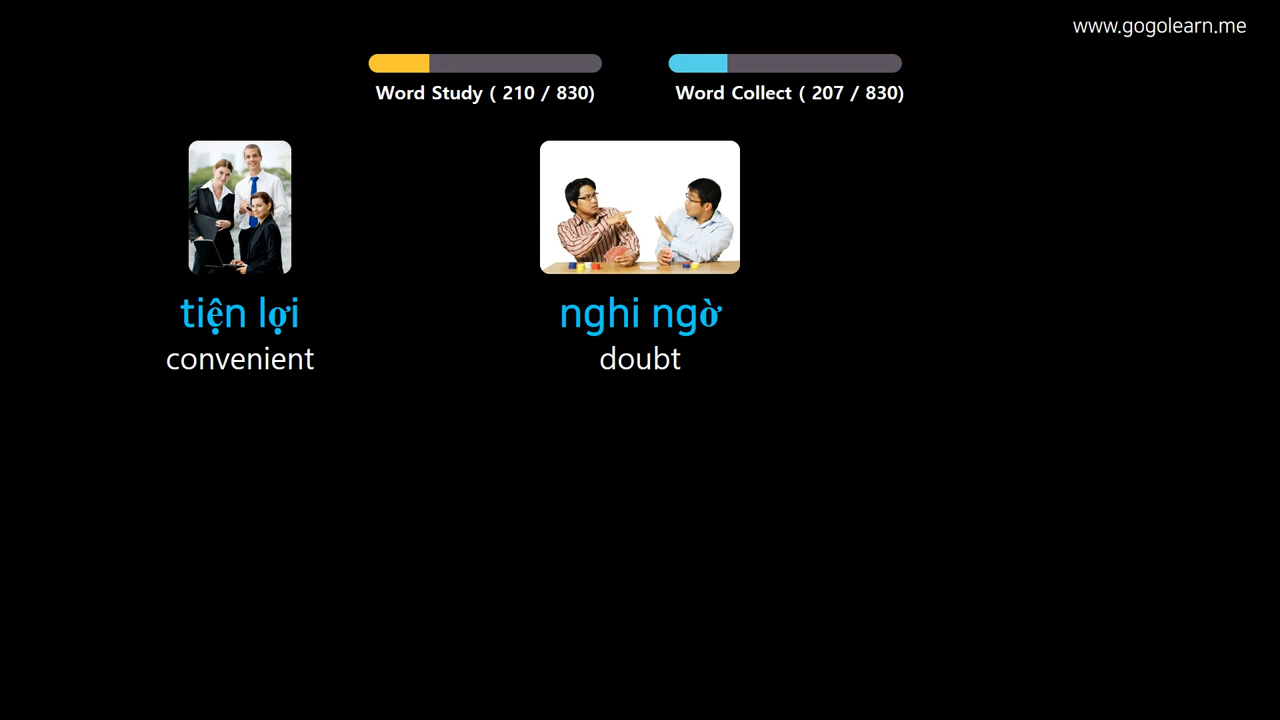 www.gogolearn.me
Word Study ( 210 / 830)
Word Collect ( 207 / 830)
tiện lợi
convenient
nghi ngờ
doubt